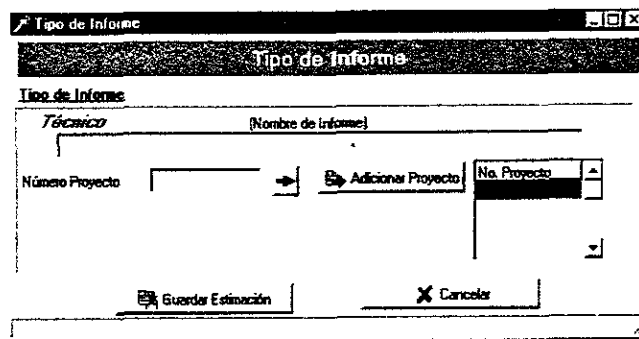 Tipo de Informe
Tipo de Informe
Tipo de Informe
Técnico [Nombre de Informe]
Número Proyecto Adicionar Proyecto No. Proyecto
Guardar Estimación Cancelar